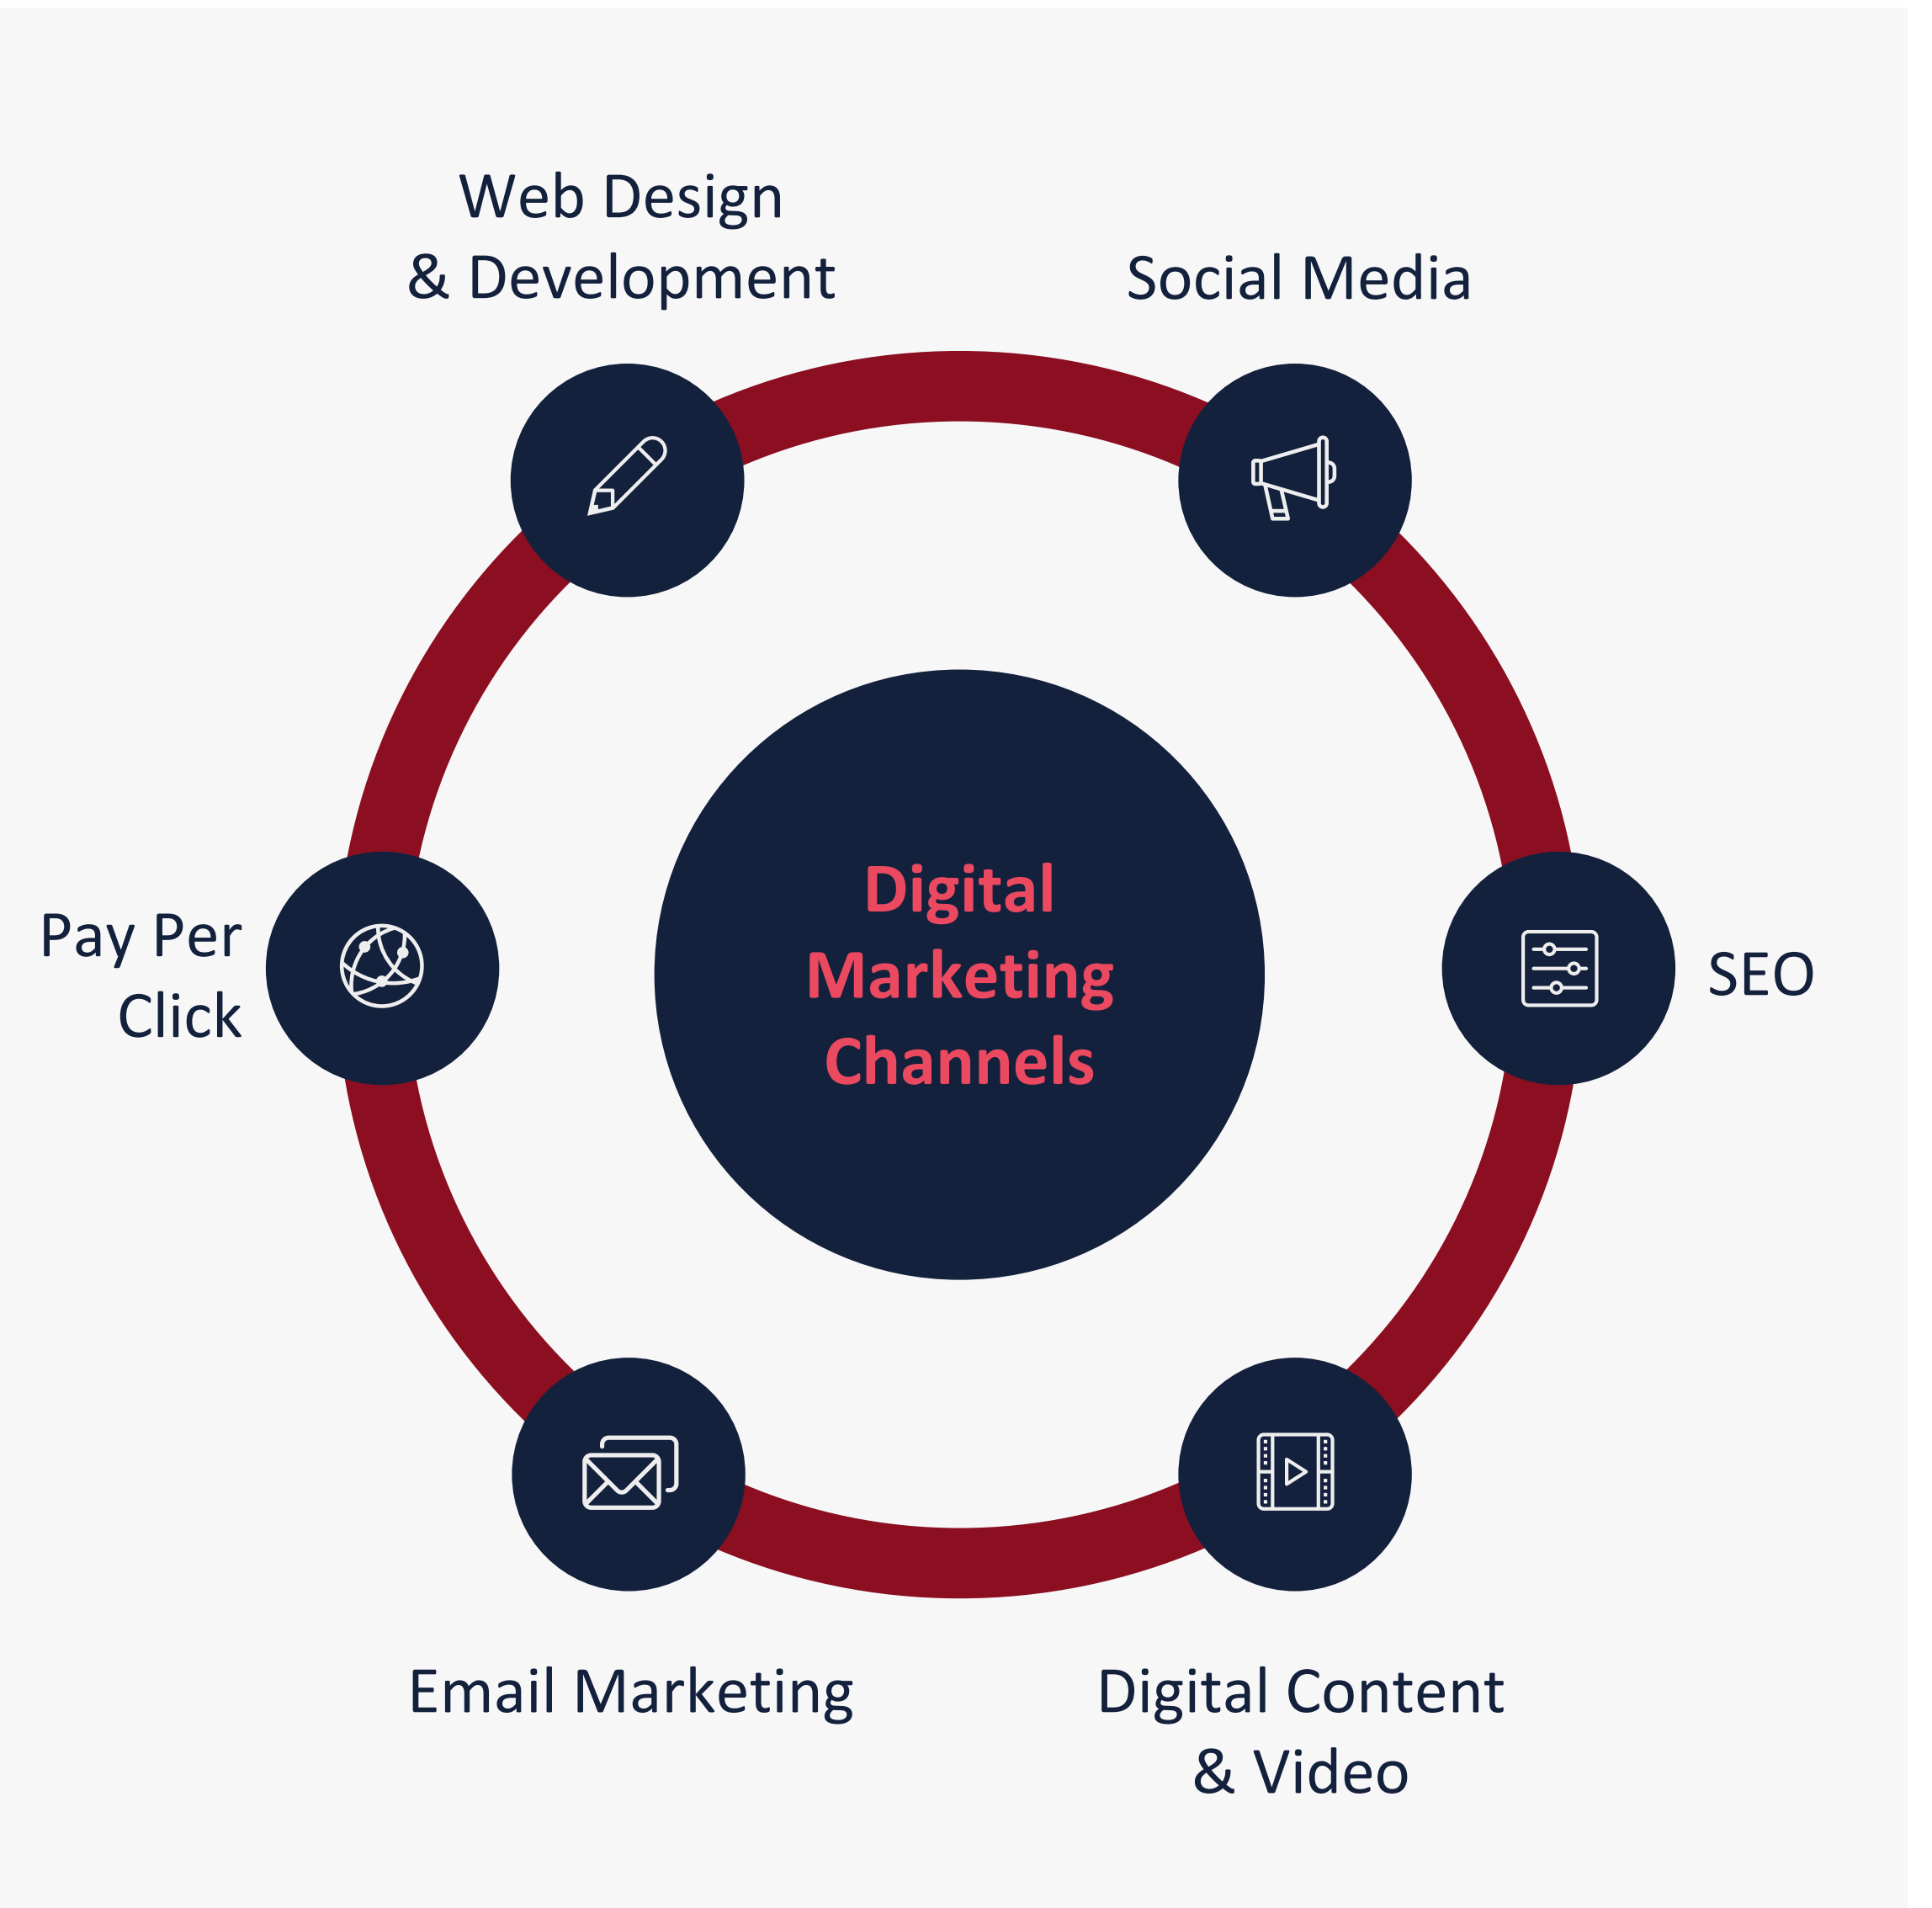 Web Design
& Development
Social Media
Pay Per
Click
Digital
Marketing
Channels
SEO
Email Marketing
Digital Content
& Video